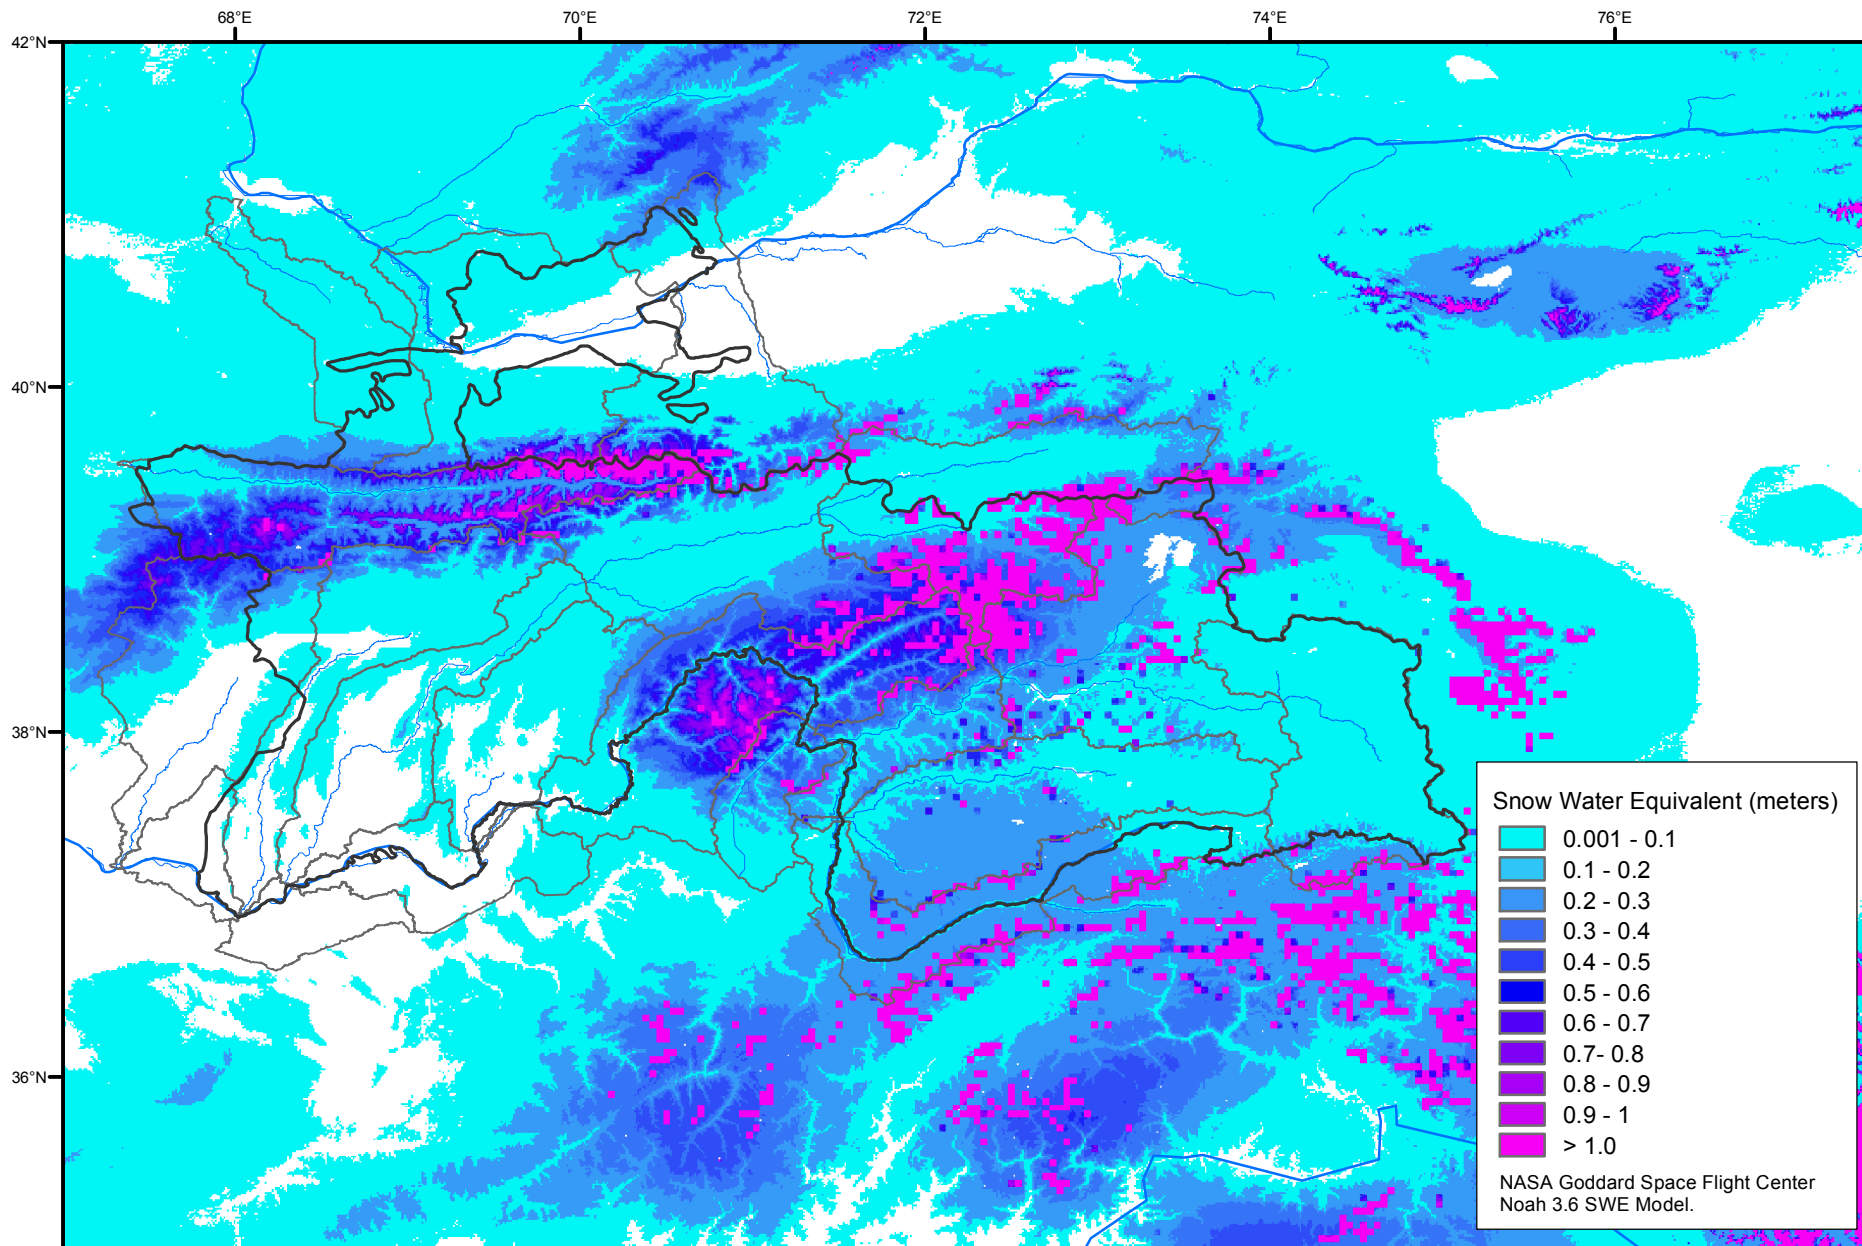 68°E
70°E
72°E
74°E
76°E
42°N
40°N
38°N
36°N
Snow Water Equivalent (meters)
0.001 - 0.1
0.1 - 0.2
0.2 - 0.3
0.3 - 0.4
0.4 - 0.5
0.5 - 0.6
0.6 - 0.7
0.7- 0.8
0.8 - 0.9
0.9 - 1
> 1.0
NASA Goddard Space Flight Center
Noah 3.6 SWE Model.